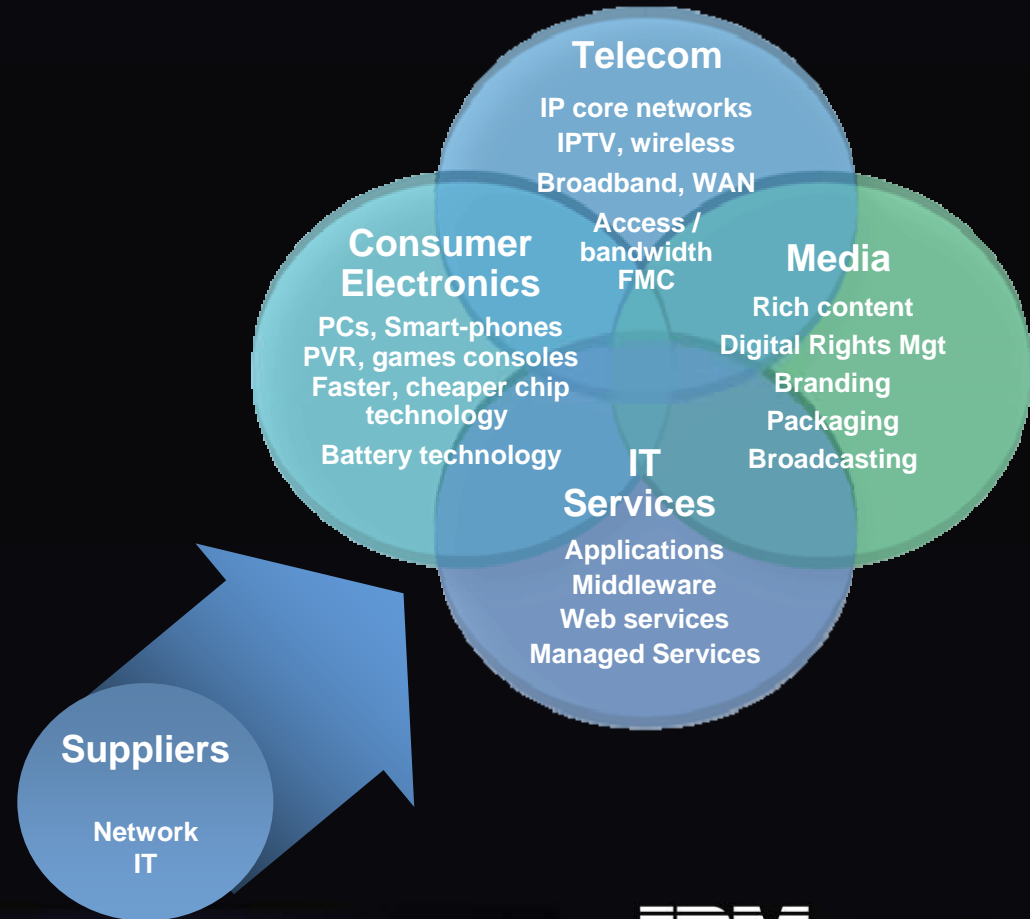 Telecom
IP core networks
IPTV, wireless
Broadband, WAN
Access /
bandwidth
FMC
Consumer
Electronics
PCs, Smart-phones
PVR, games consoles
Faster, cheaper chip
technology
Battery technology
Media
Rich content
Digital Rights Mgt
Branding
Packaging
Broadcasting
IT
Services
Applications
Middleware
Web services
Managed Services
Suppliers
Network
IT
IBM